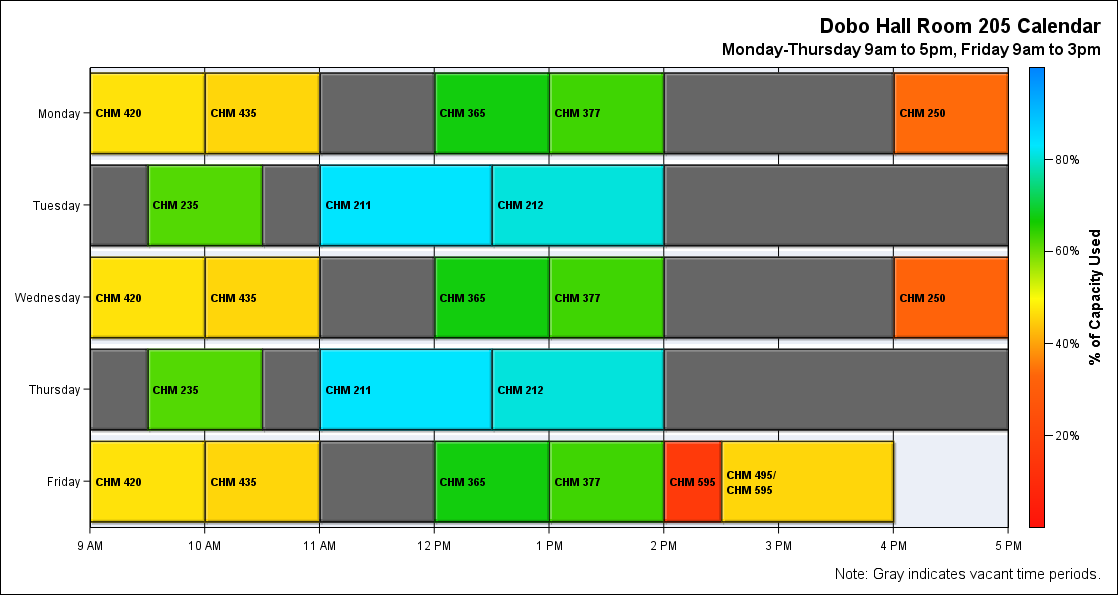 Dobo Hall Room 205 Calendar
Monday-Thursday 9am to 5pm, Friday 9am to 3pm
Monday
CHM 420
CHM 435
CHM 365
CHM 377
CHM 250
Tuesday
CHM 235
CHM 211
CHM 212
Wednesday
CHM 420
CHM 435
CHM 365
CHM 377
CHM 250
Thursday
CHM 235
CHM 211
CHM 212
Friday
CHM 420
CHM 435
CHM 365
CHM 377
CHM 595
CHM 495/
CHM 595
9 AM
10 AM
11 AM
12 PM
1 PM
2 PM
3 PM
4 PM
5 PM
80%
60%
40%
20%
% of Capacity Used
Note: Gray indicates vacant time periods.